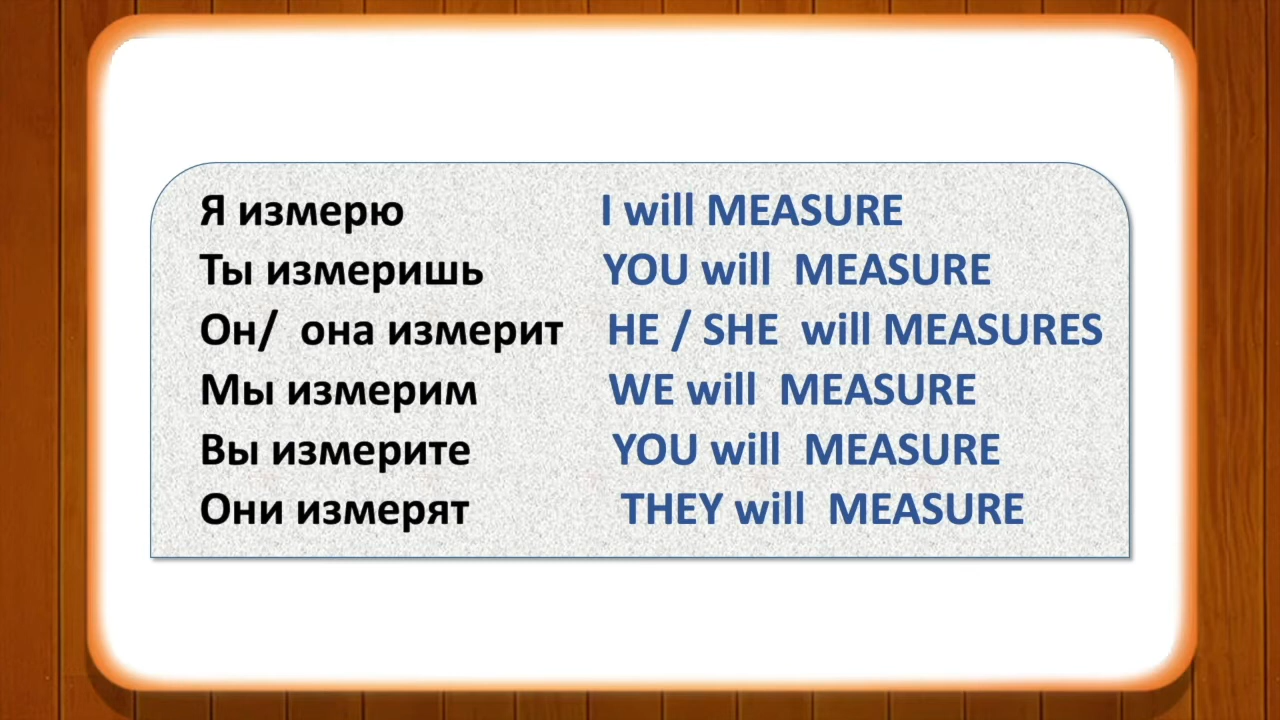 Я измерю I will MEASURE
Ты измеришь YOU will MEASURE
Он/ она измерит HE / SHE will MEASURES
Мы измерим WE will MEASURE
Вы измерите YOU will MEASURE
Они измерят THEY will MEASURE